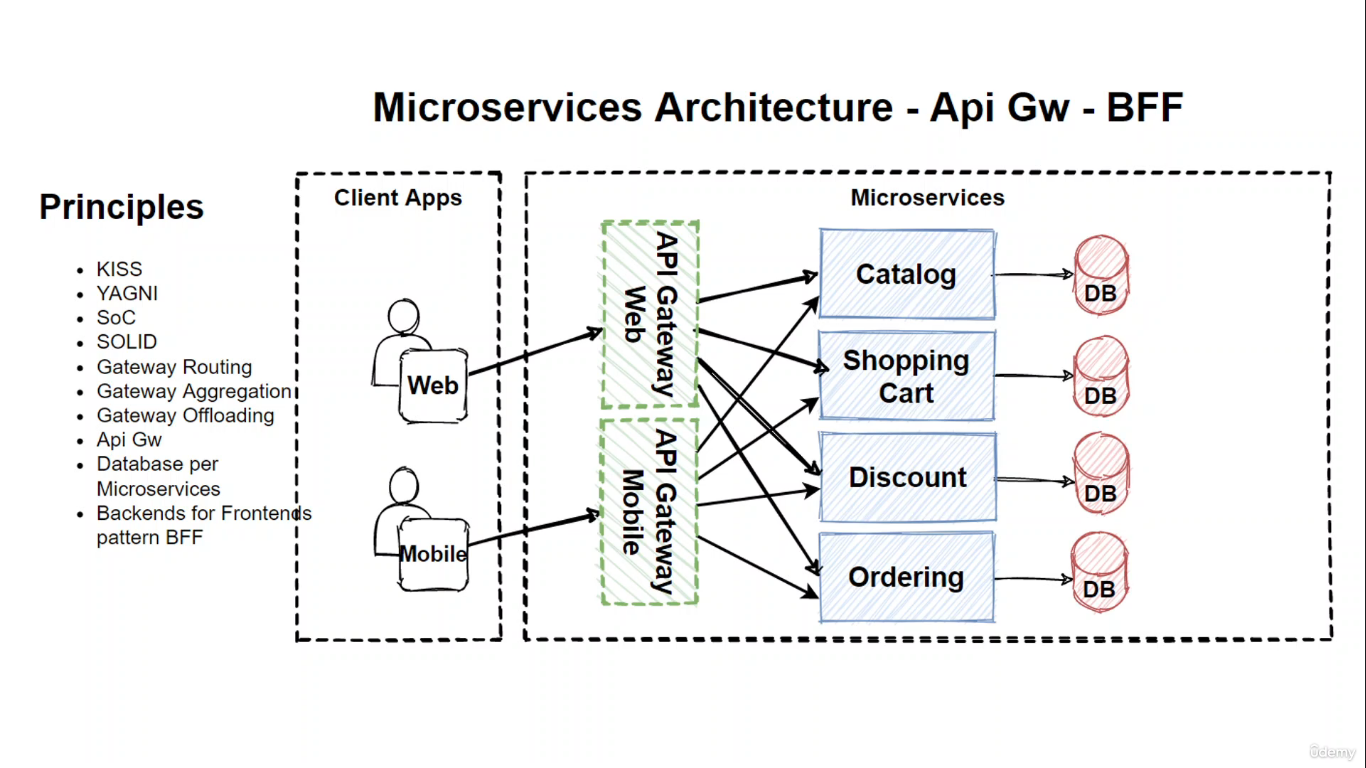 Microservices Architecture - Api Gw - BFF
Principles
KISS
YAGNI
SoC
SOLID
Gateway Routing
Gateway Aggregation
Gateway Offloading
Api Gw
Database per
Microservices
Backends for Frontends
pattern BFF
Client Apps
Web
Mobile
Microservices
API Gateway
Web
API Gateway
Mobile
Catalog
Shopping
Cart
Discount
Ordering
DB
DB
DB
DB
ûdemy